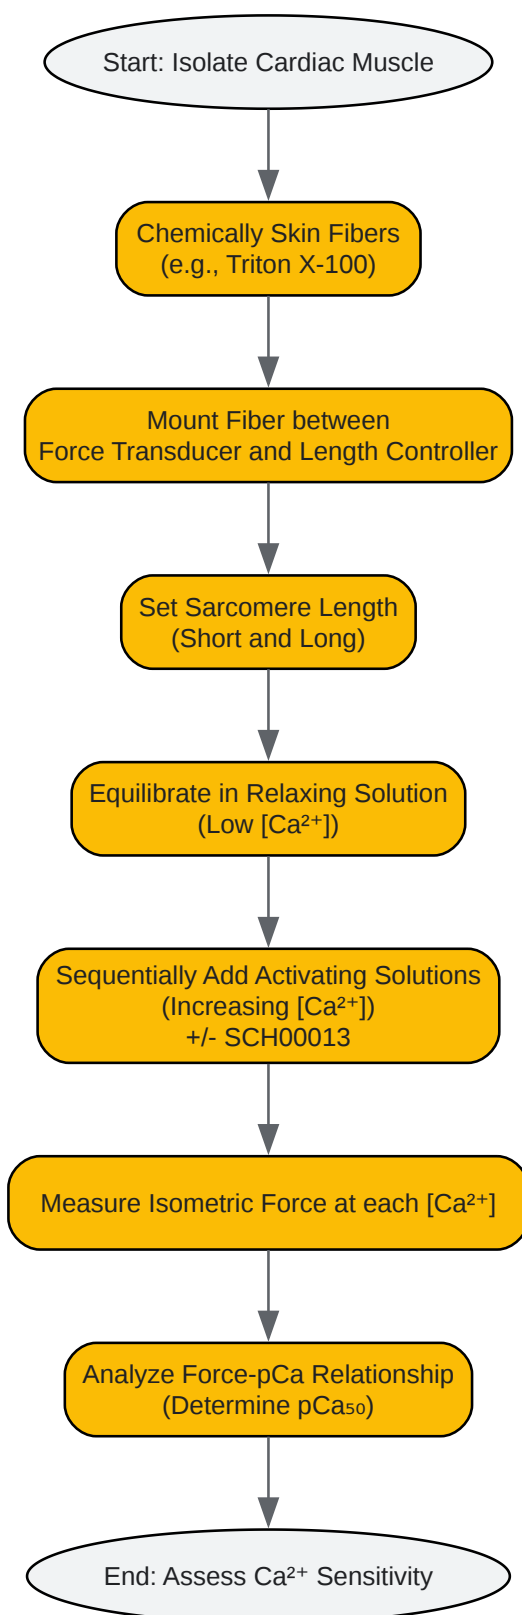 Start: Isolate Cardiac Muscle
Chemically Skin Fibers
(e.g., Triton X-100)
Mount Fiber between
Force Transducer and Length Controller
Set Sarcomere Length
(Short and Long)
Equilibrate in Relaxing Solution
(Low [Ca²⁺])
Sequentially Add Activating Solutions
(Increasing [Ca²⁺])
+/- SCH00013
Measure Isometric Force at each [Ca²⁺]
Analyze Force-pCa Relationship
(Determine pCa₅₀)
End: Assess Ca²⁺ Sensitivity